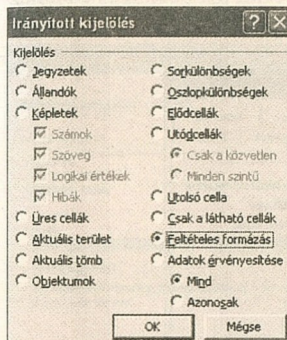 Irányított kijelölés
Kijelölés
Jegyzetek
Állandók
Képletek
Számok
Szöveg
Logikai értékek
Hibák
Üres cellák
Aktuális terület
Aktuális tömb
Objektumok
Sorkülönbségek
Oszlopkülönbségek
Elődcellák
Utódcellák
Csak a közvetlen
Minden szintű
Utolsó cella
Csak a látható cellák
Feltételes formázás
Adatok érvényesítése
Mind
Azonosak
OK
Mégse